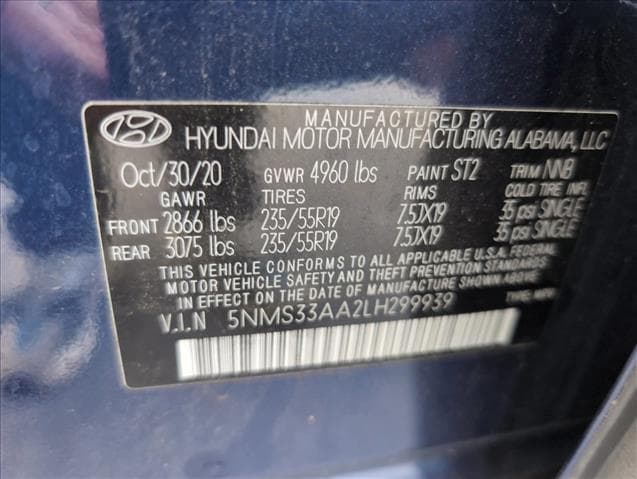 MANUFACTURED BY
HYUNDAI MOTOR MANUFACTURING ALABAMA, LLC
Oct/30/20 GVWR 4960 lbs PAINT ST2 TRIM NNB
GAWR TIRES RIMS COLD TIRE INFL
FRONT 2866 lbs 235/55R19 7.5JX19 35 psi SINGLE
REAR 3075 lbs 235/55R19 7.5JX19 35 psi SINGLE
THIS VEHICLE CONFORMS TO ALL APPLICABLE U.S.A. FEDERAL
MOTOR VEHICLE SAFETY AND THEFT PREVENTION STANDARDS
IN EFFECT ON THE DATE OF MANUFACTURE SHOWN ABOVE.
V.I.N 5NMS33AA2LH299939 TYPE: MPV